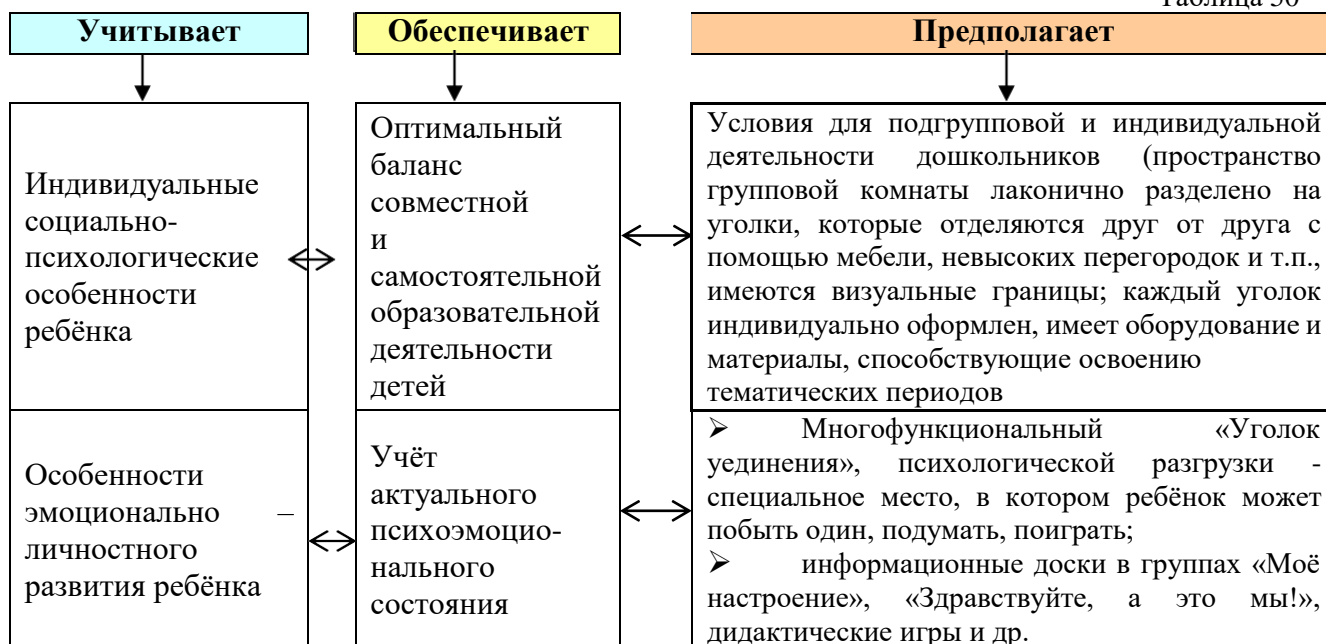 Таблица 30
Учитывает
Обеспечивает
Предполагает
Индивидуальные
социально-
психологические
особенности
ребёнка
Оптимальный
баланс
совместной
и
самостоятельной
образовательной
деятельности
детей
Условия для подгрупповой и индивидуальной
деятельности дошкольников (пространство
групповой комнаты лаконично разделено на
уголки, которые отделяются друг от друга с
помощью мебели, невысоких перегородок и т.п.,
имеются визуальные границы; каждый уголок
индивидуально оформлен, имеет оборудование и
материалы, способствующие освоению
тематических периодов
Особенности
эмоционально –
личностного
развития ребёнка
Учёт
актуального
психоэмоцио-
нального
состояния
➢ Многофункциональный «Уголок
уединения», психологической разгрузки -
специальное место, в котором ребёнок может
побыть один, подумать, поиграть;
➢ информационные доски в группах «Моё
настроение», «Здравствуйте, а это мы!»,
дидактические игры и др.